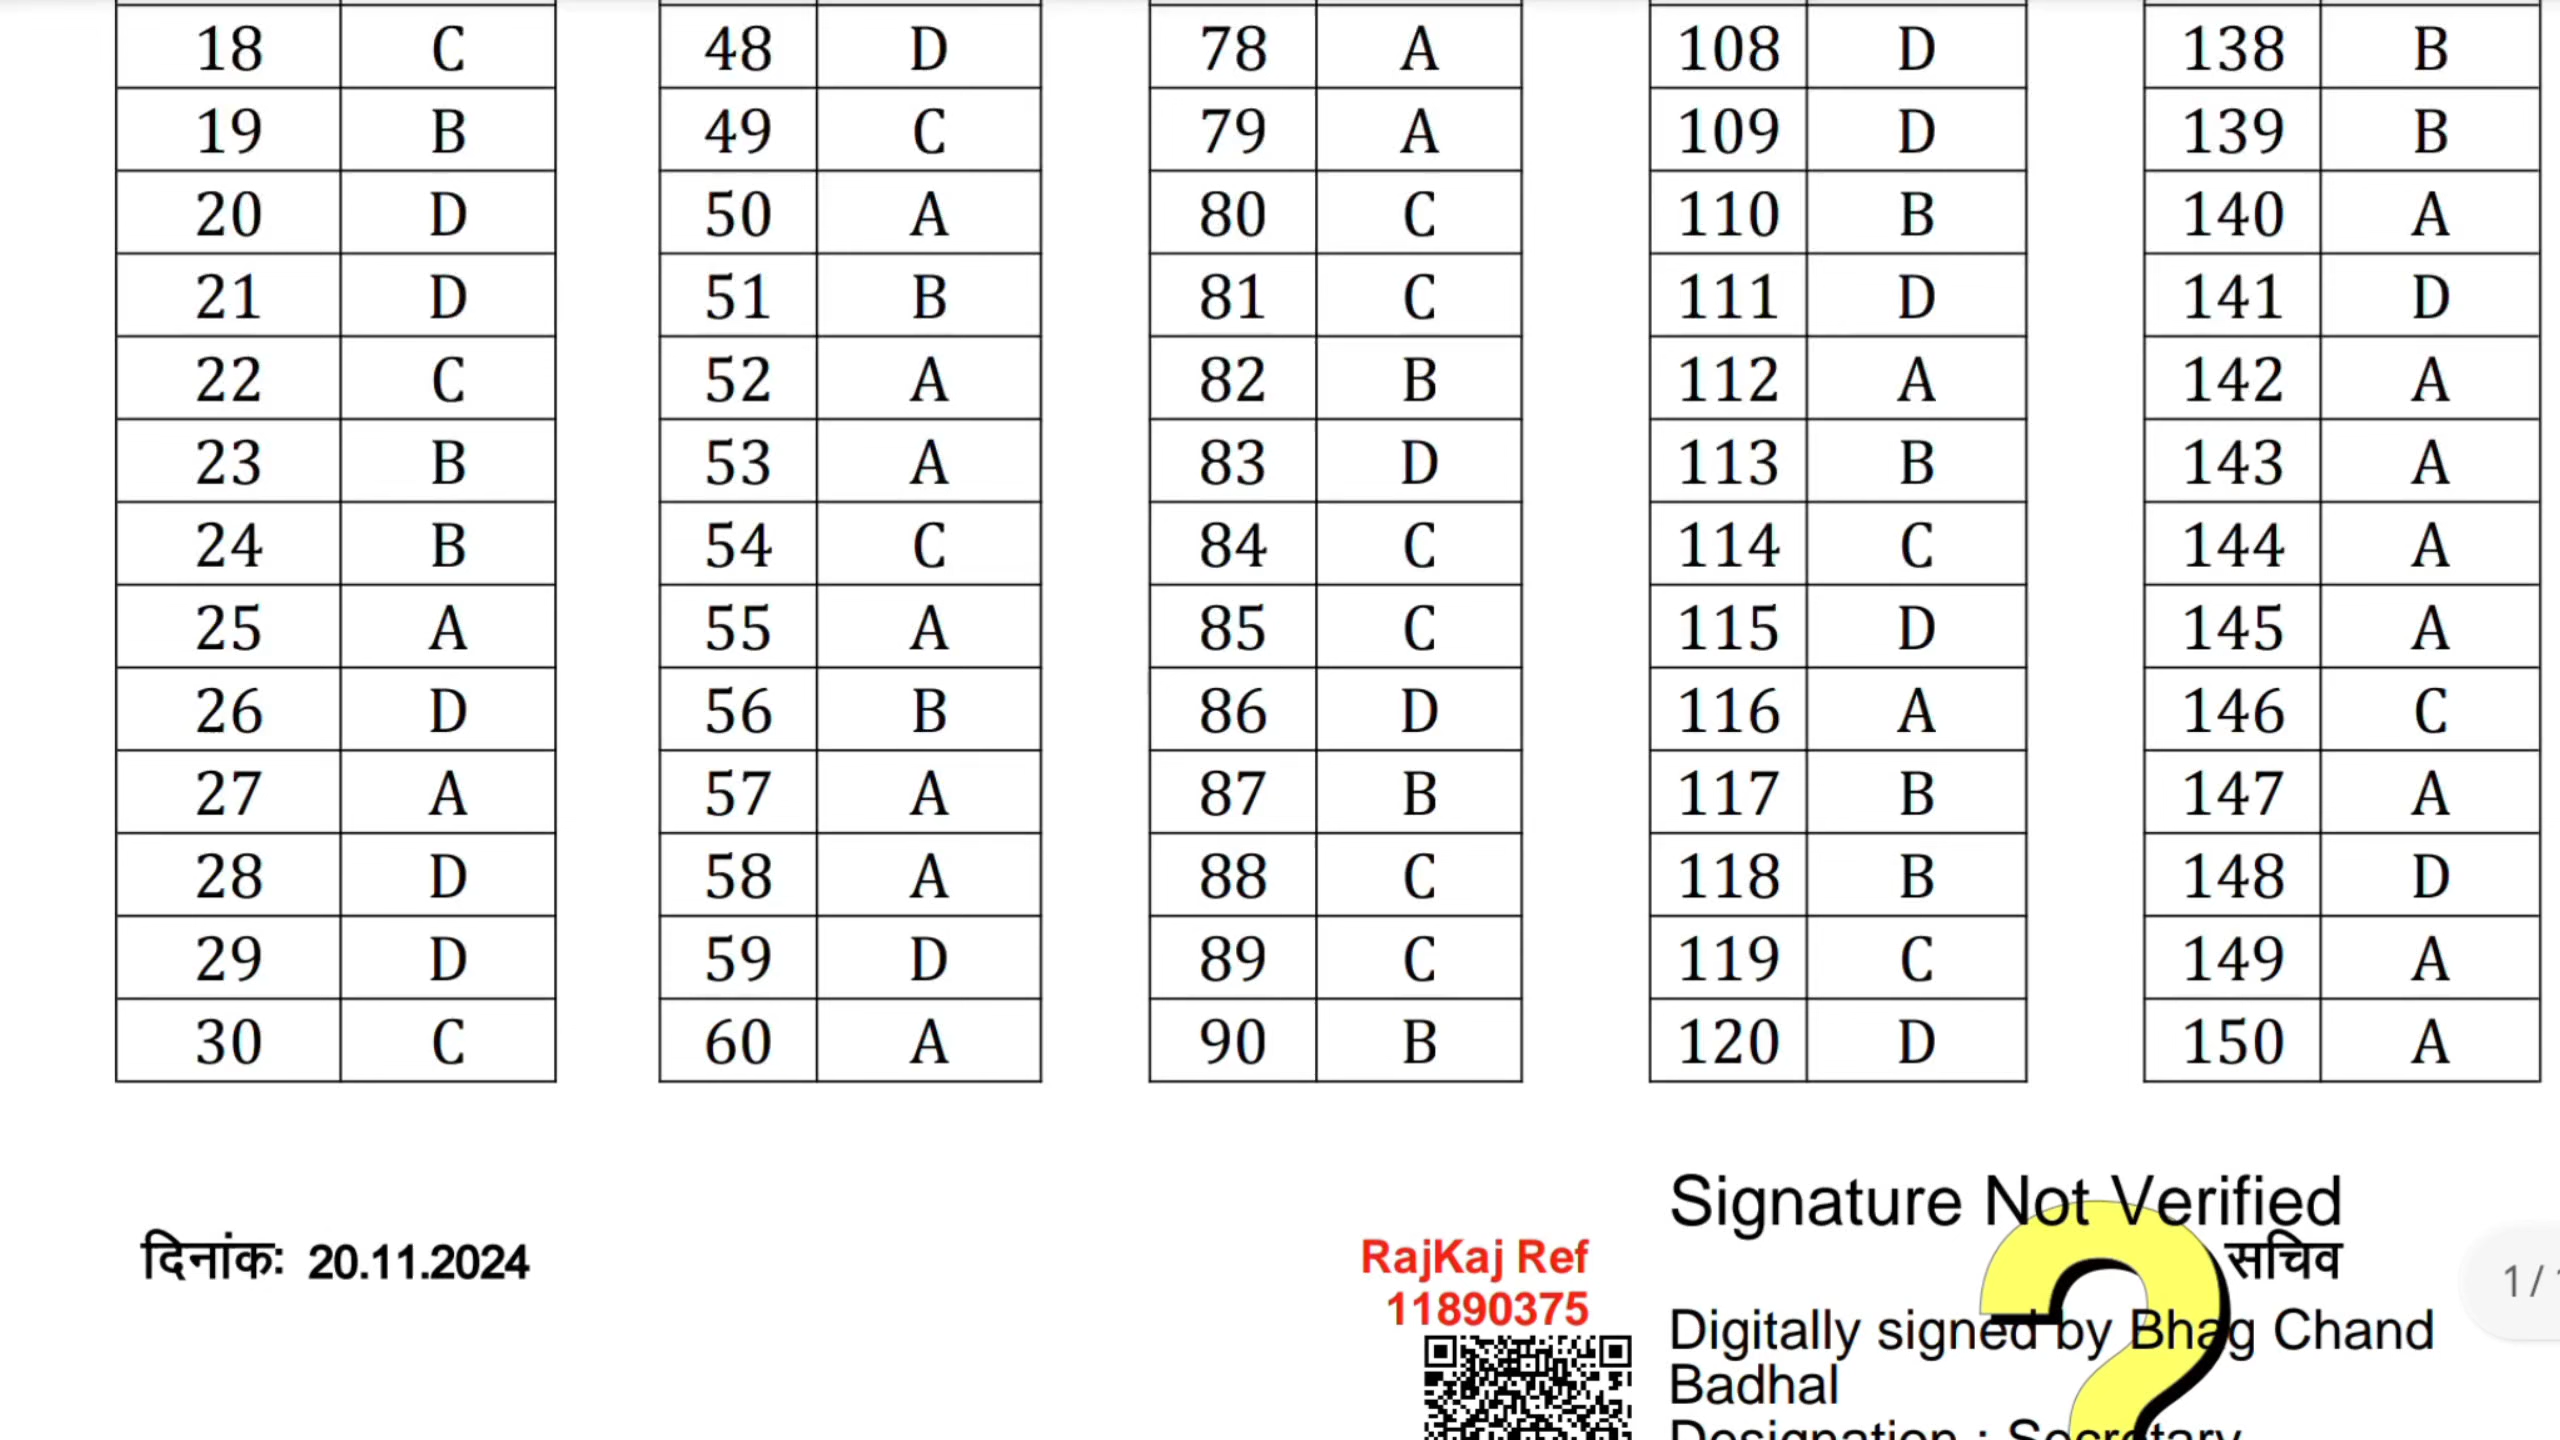 18 C 48 D 78 A 108 D 138 B
19 B 49 C 79 A 109 D 139 B
20 D 50 A 80 C 110 B 140 A
21 D 51 B 81 C 111 D 141 D
22 C 52 A 82 B 112 A 142 A
23 B 53 A 83 D 113 B 143 A
24 B 54 C 84 C 114 C 144 A
25 A 55 A 85 C 115 D 145 A
26 D 56 B 86 D 116 A 146 C
27 A 57 A 87 B 117 B 147 A
28 D 58 A 88 C 118 B 148 D
29 D 59 D 89 C 119 C 149 A
30 C 60 A 90 B 120 D 150 A
Signature Not Verified
दिनांक: 20.11.2024
RajKaj Ref
11890375
सचिव
1 /
Digitally signed by Bhag Chand
Badhal
Designation : Secretary